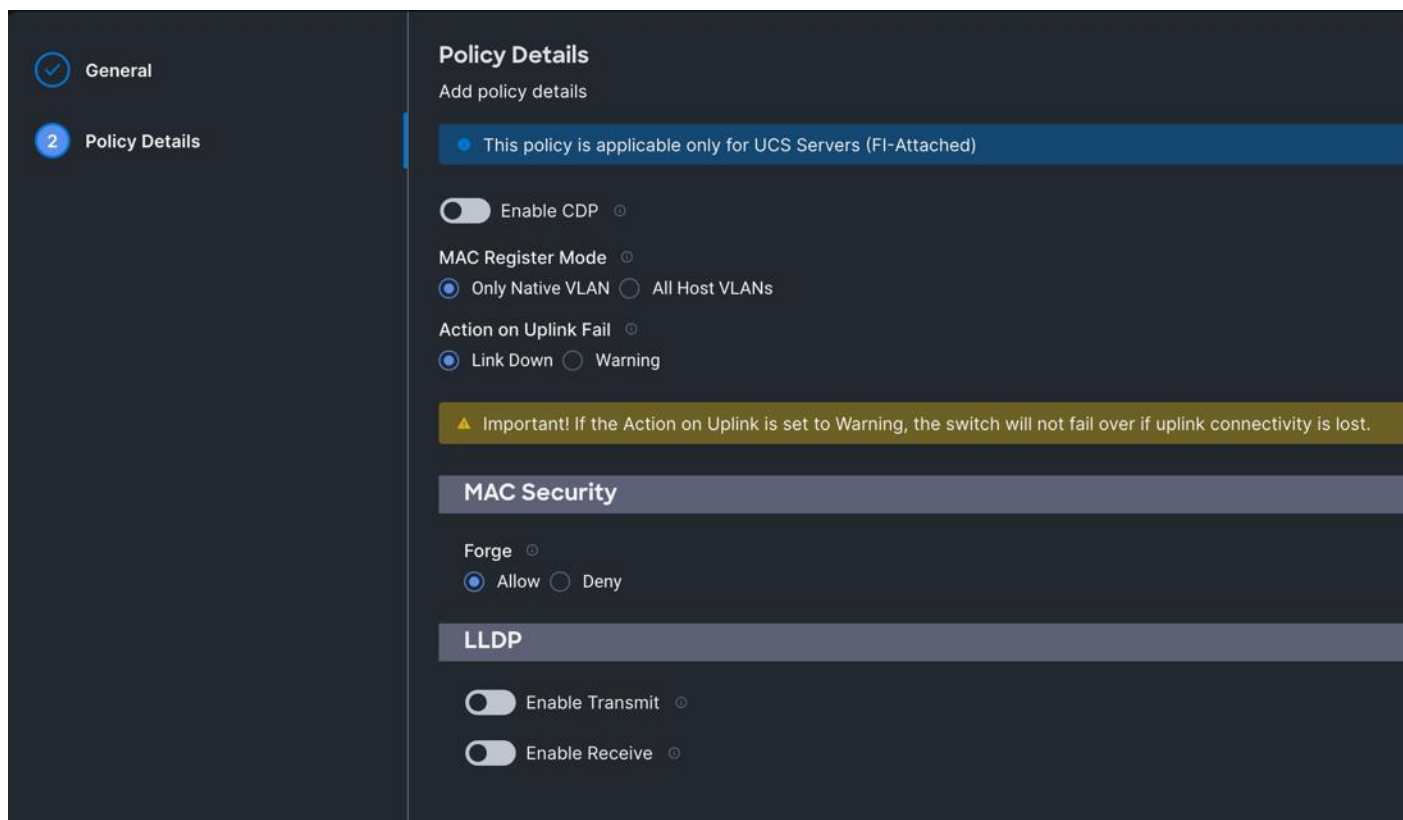 General
2 Policy Details
Policy Details
Add policy details
This policy is applicable only for UCS Servers (FI-Attached)
Enable CDP
MAC Register Mode
Only Native VLAN All Host VLANs
Action on Uplink Fail
Link Down Warning
Important! If the Action on Uplink is set to Warning, the switch will not fail over if uplink connectivity is lost.
MAC Security
Forge
Allow Deny
LLDP
Enable Transmit
Enable Receive